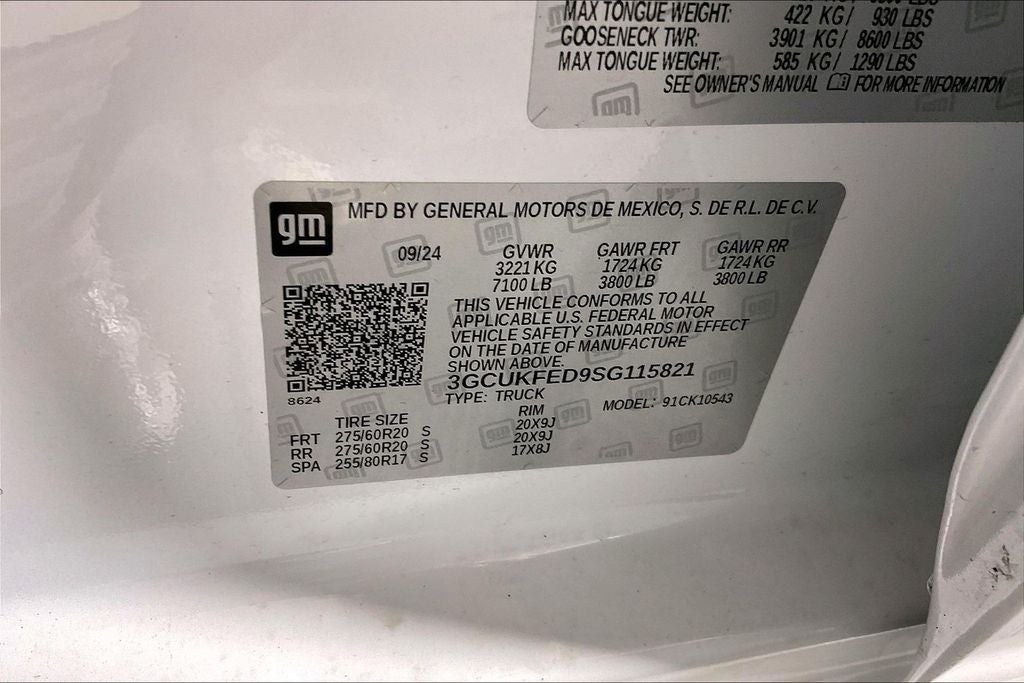 MAX TONGUE WEIGHT: 422 KG/ 930 LBS
GOOSENECK TWR: 3901 KG/ 8600 LBS
MAX TONGUE WEIGHT: 585 KG/ 1290 LBS
SEE OWNER'S MANUAL FOR MORE INFORMATION
gm
MFD BY GENERAL MOTORS DE MEXICO, S. DE R.L. DE C.V.
09/24 GVWR GAWR FRT GAWR RR
3221 KG 1724 KG 1724 KG
7100 LB 3800 LB 3800 LB
THIS VEHICLE CONFORMS TO ALL
APPLICABLE U.S. FEDERAL MOTOR
VEHICLE SAFETY STANDARDS IN EFFECT
ON THE DATE OF MANUFACTURE
SHOWN ABOVE.
3GCUKFED9SG115821
8624
TYPE: TRUCK MODEL: 91CK10543
TIRE SIZE RIM
FRT 275/60R20 S 20X9J
RR 275/60R20 S 20X9J
SPA 255/80R17 S 17X8J